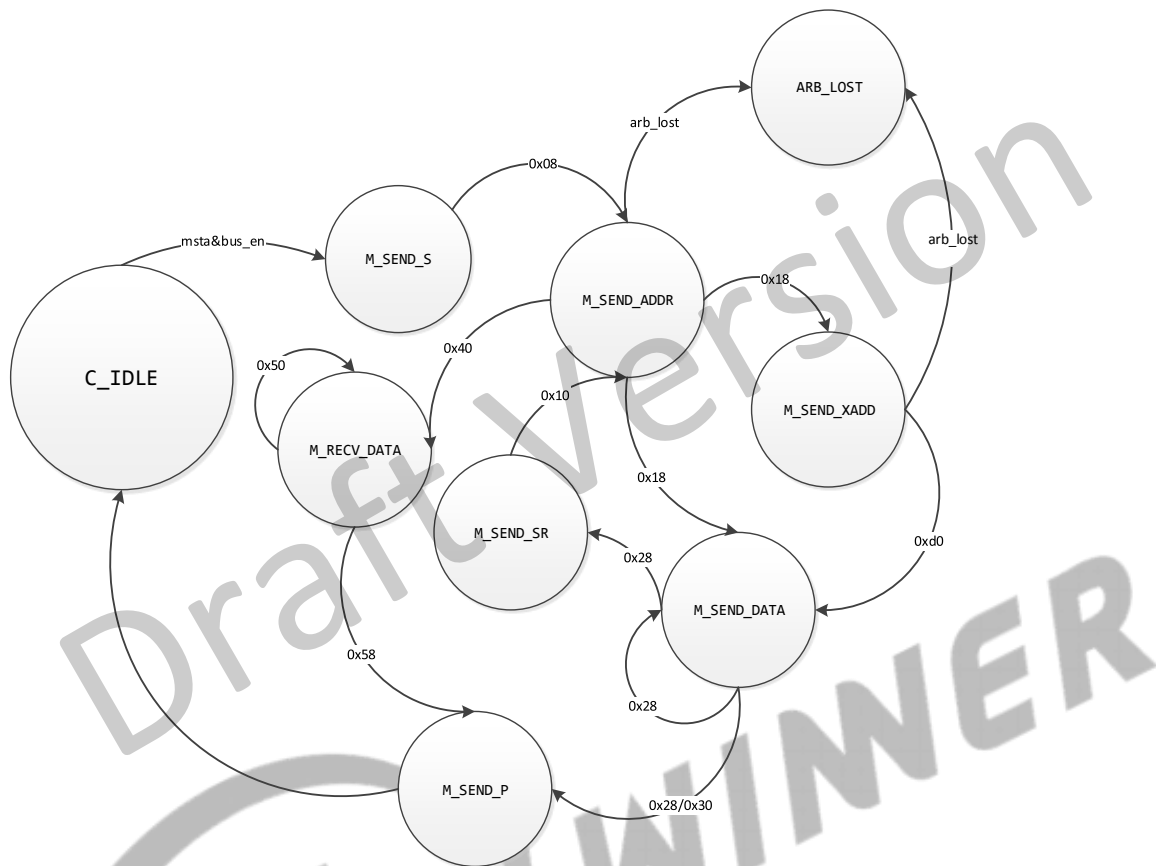 ARB_LOST
arb_lost
0x08
msta&bus_en
M_SEND_S
arb_lost
M_SEND_ADDR
0x18
0x40
0x50
C_IDLE
0x10
M_SEND_XADD
M_RECV_DATA
0x18
M_SEND_SR
0x28
0xd0
M_SEND_DATA
0x58
0x28
M_SEND_P
0x28/0x30
Draft Version
WINNER